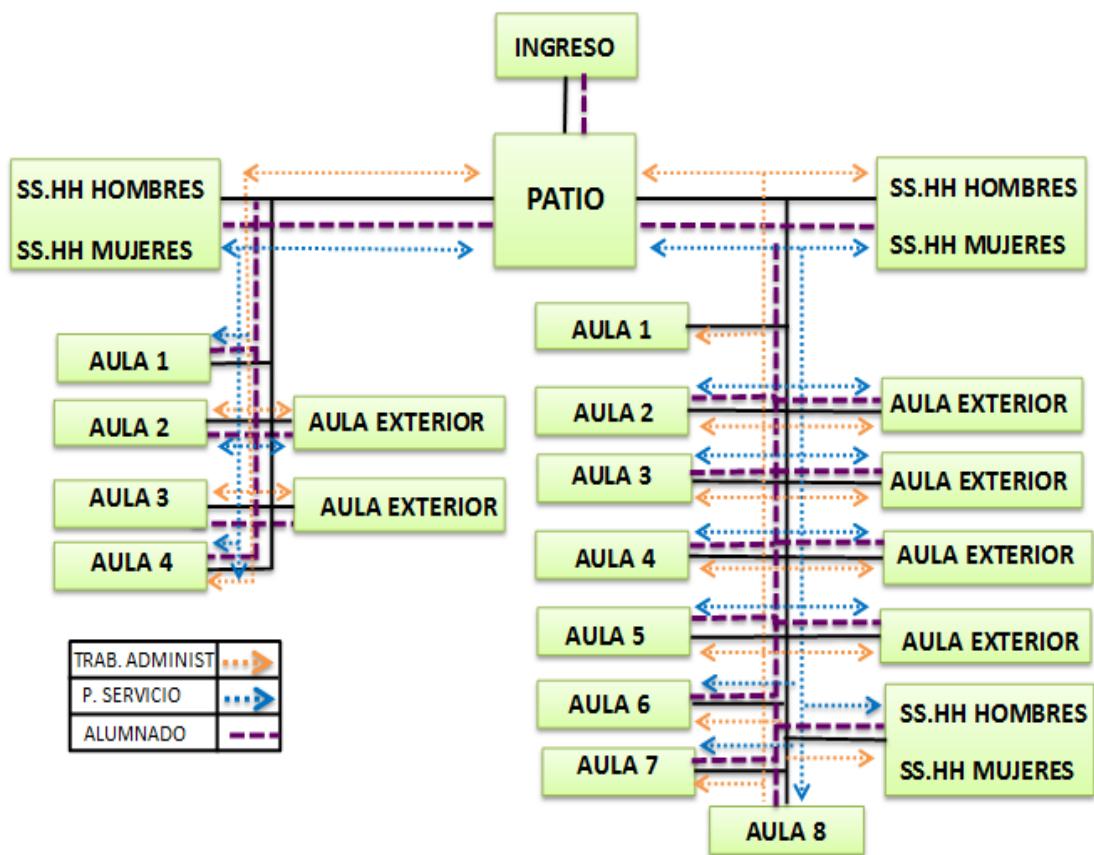 INGRESO
PATIO
SS.HH HOMBRES
SS.HH MUJERES
AULA 1
AULA 2
AULA EXTERIOR
AULA 3
AULA EXTERIOR
AULA 4
TRAB. ADMINIST
P. SERVICIO
ALUMNADO
SS.HH HOMBRES
SS.HH MUJERES
AULA 1
AULA 2
AULA EXTERIOR
AULA 3
AULA EXTERIOR
AULA 4
AULA EXTERIOR
AULA 5
AULA EXTERIOR
AULA 6
SS.HH HOMBRES
SS.HH MUJERES
AULA 7
AULA 8